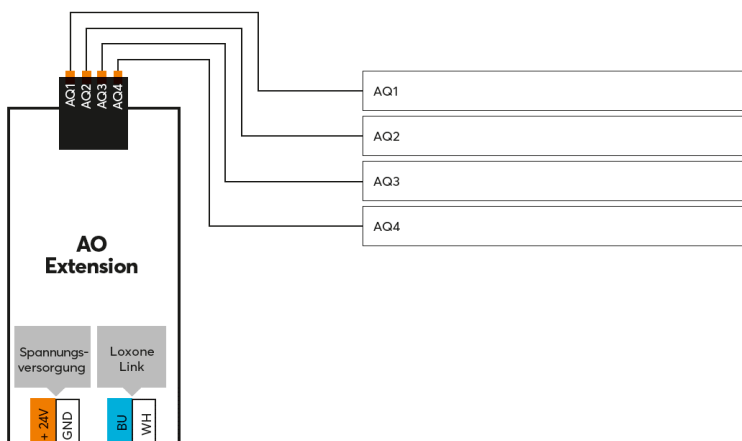 AQ1
AQ2
AQ3
AQ4
AQ1
AQ2
AQ3
AQ4
AO
Extension
Spannungs-
versorgung
Loxone
Link
+ 24V
GND
BU
WH